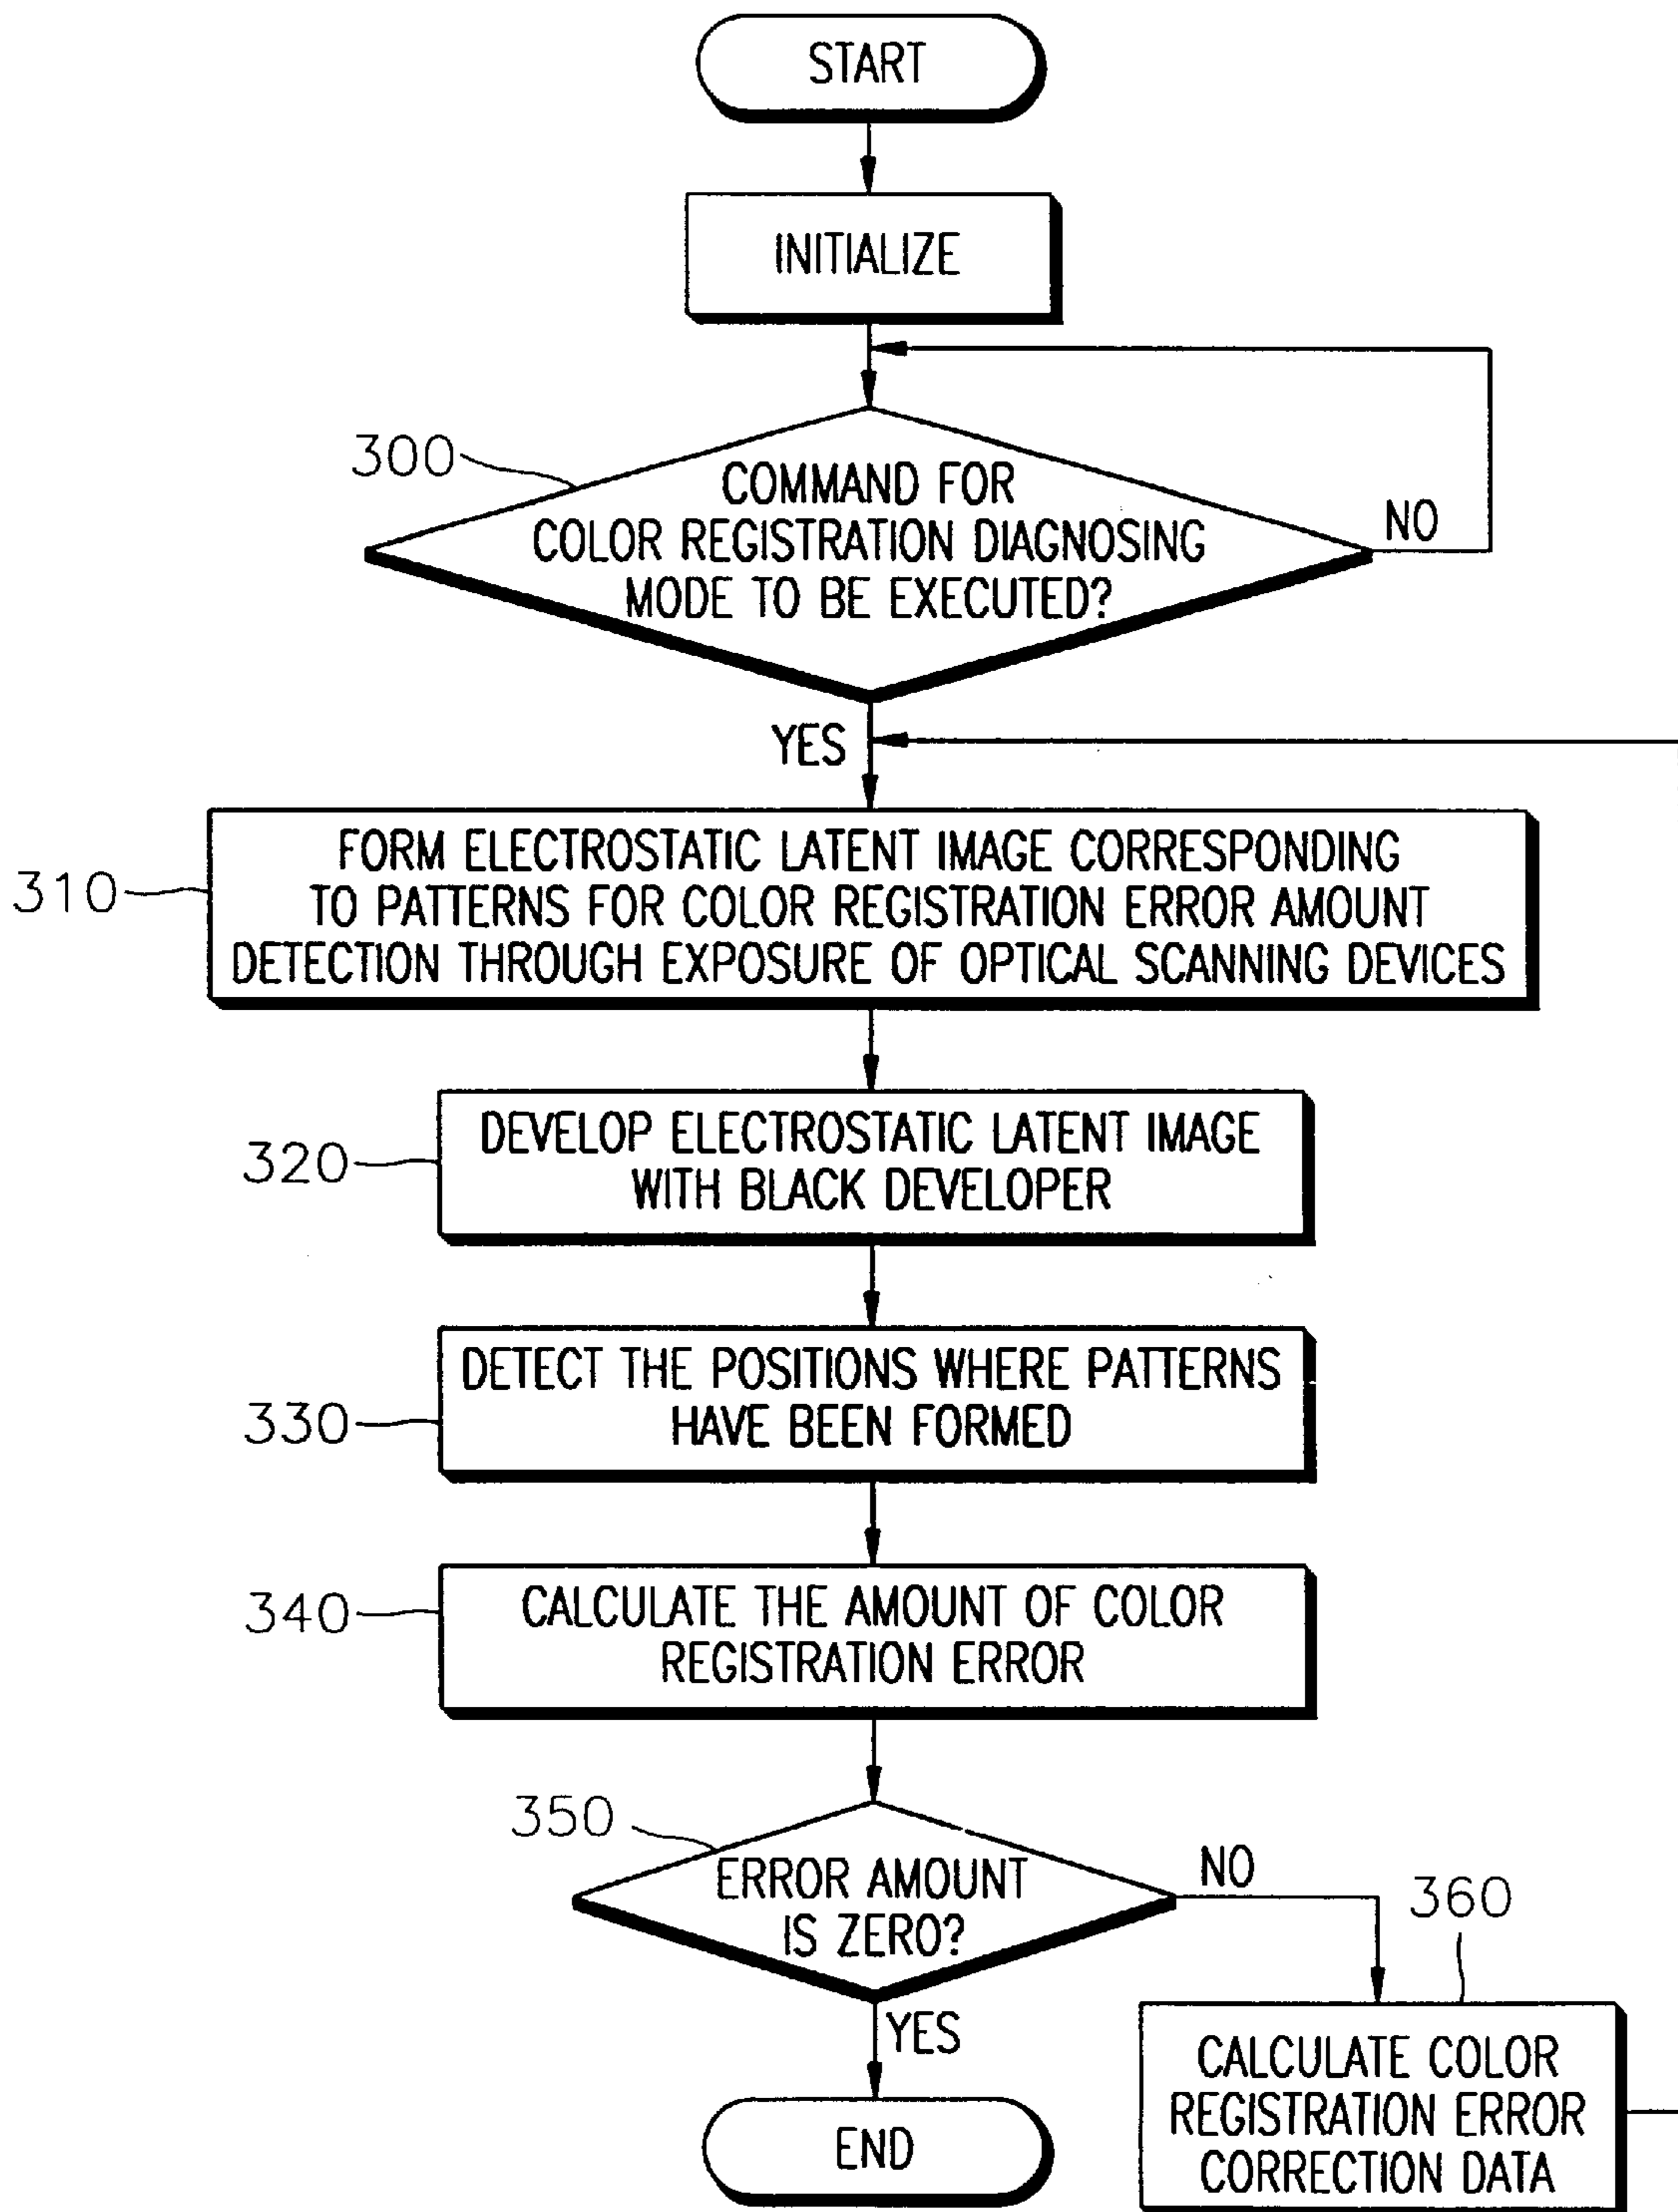 START
INITIALIZE
300
COMMAND FOR
COLOR REGISTRATION DIAGNOSING
MODE TO BE EXECUTED?
NO
YES
310
FORM ELECTROSTATIC LATENT IMAGE CORRESPONDING
TO PATTERNS FOR COLOR REGISTRATION ERROR AMOUNT
DETECTION THROUGH EXPOSURE OF OPTICAL SCANNING DEVICES
320
DEVELOP ELECTROSTATIC LATENT IMAGE
WITH BLACK DEVELOPER
330
DETECT THE POSITIONS WHERE PATTERNS
HAVE BEEN FORMED
340
CALCULATE THE AMOUNT OF COLOR
REGISTRATION ERROR
350
ERROR AMOUNT
IS ZERO?
NO
360
YES
CALCULATE COLOR
REGISTRATION ERROR
CORRECTION DATA
END